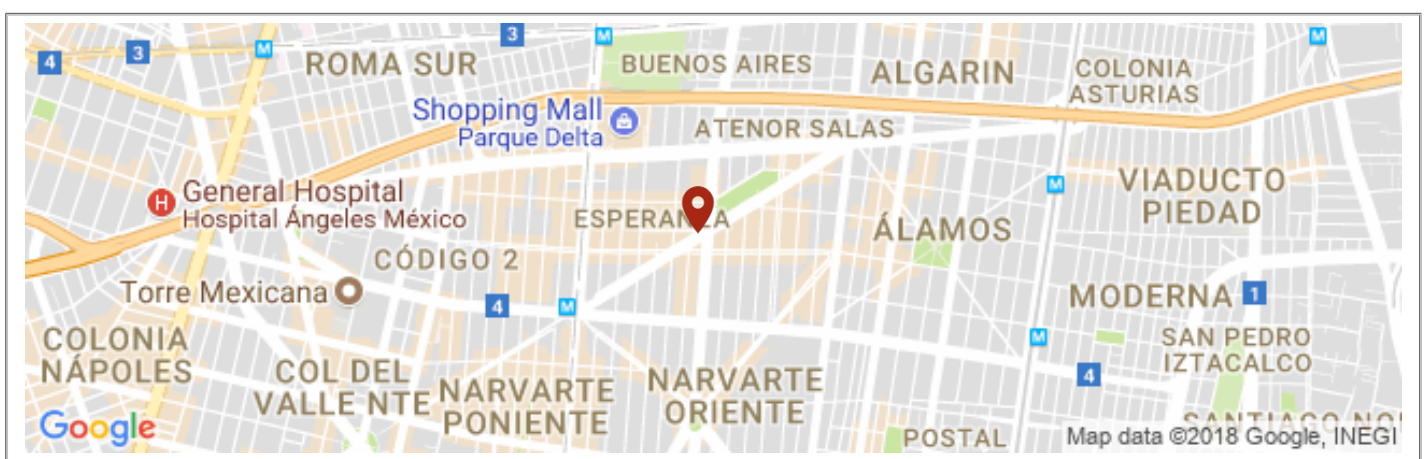 4
3
M
ROMA SUR
3
M
BUENOS AIRES
ALGARIN
COLONIA
ASTURIAS
M
Shopping Mall
Parque Delta
ATENOR SALAS
H
General Hospital
Hospital Ángeles México
ESPERANZA
ÁLAMOS
M
VIADUCTO
PIEDAD
CÓDIGO 2
Torre Mexicana
4
M
MODERNA
1
COLONIA
NÁPOLES
COL DEL
VALLE NTE
NARVARTE
PONIENTE
NARVARTE
ORIENTE
M
SAN PEDRO
IZTACALCO
4
Google
POSTAL
SANTIAGO NO
Map data ©2018 Google, INEGI